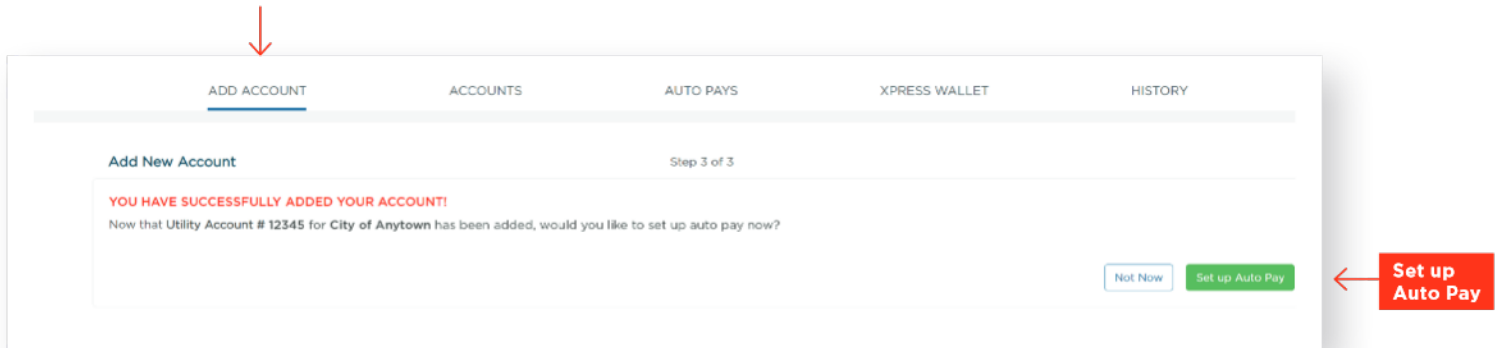 ADD ACCOUNT ACCOUNTS AUTO PAYS XPRESS WALLET HISTORY
Add New Account Step 3 of 3
YOU HAVE SUCCESSFULLY ADDED YOUR ACCOUNT!
Now that Utility Account # 12345 for City of Anytown has been added, would you like to set up auto pay now?
Not Now Set up Auto Pay
Set up
Auto Pay